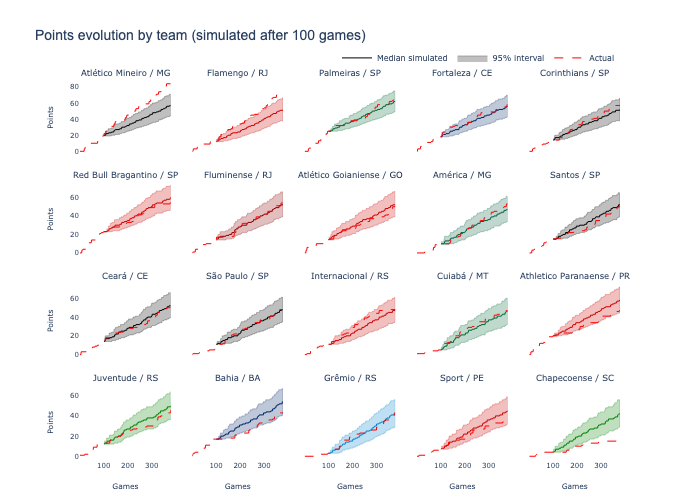 Points evolution by team (simulated after 100 games)
Median simulated 95% interval Actual
Atlético Mineiro / MG Flamengo / RJ Palmeiras / SP Fortaleza / CE Corinthians / SP
80
60
40
20
0
Points
Red Bull Bragantino / SP Fluminense / RJ Atlético Goianiense / GO América / MG Santos / SP
60
40
20
0
Points
Ceará / CE São Paulo / SP Internacional / RS Cuiabá / MT Athletico Paranaense / PR
60
40
20
0
Points
Juventude / RS Bahia / BA Grêmio / RS Sport / PE Chapecoense / SC
60
40
20
0
Points
100 200 300 100 200 300 100 200 300 100 200 300 100 200 300
Games Games Games Games Games